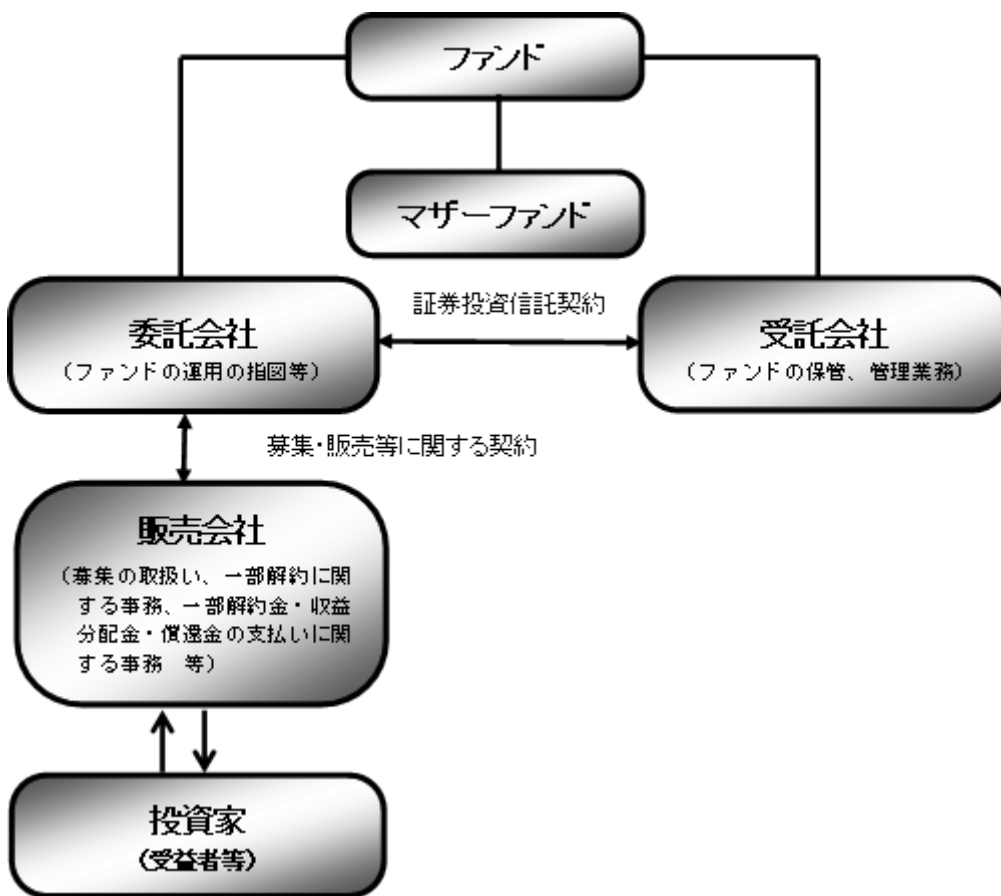 ファンド
マザーファンド
証券投資信託契約
委託会社
(ファンドの運用の指図等)
受託会社
(ファンドの保管、管理業務)
募集・販売等に関する契約
販売会社
(募集の取扱い、一部解約に関
する事務、一部解約金・収益
分配金・償還金の支払いに関
する事務 等)
投資家
(受益者等)